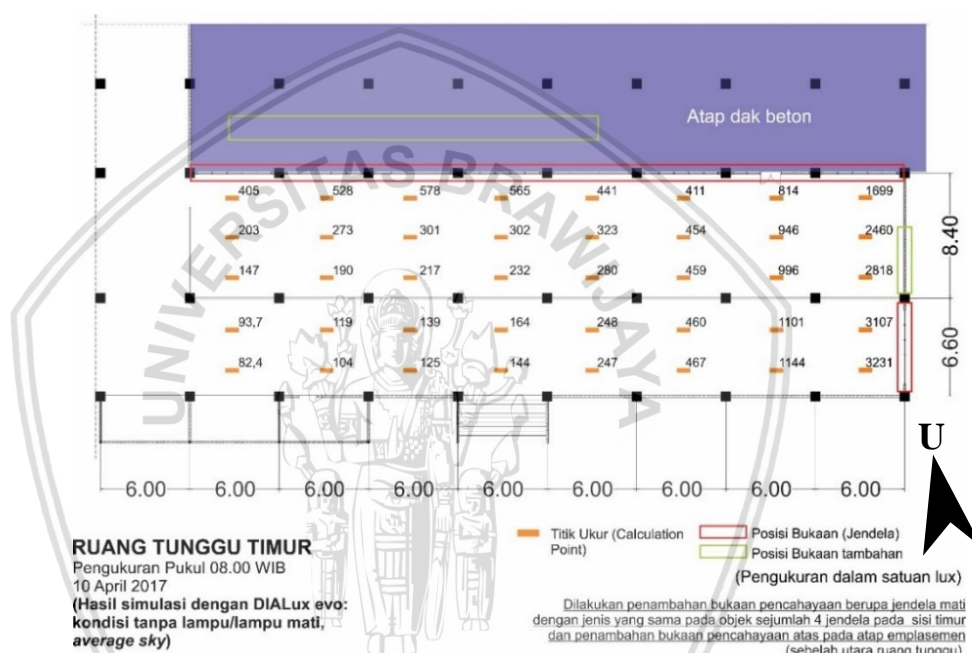 Atap dak beton
UNIVERSITAS BRAWIJAYA
405 528 578 565 441 411 814 1699
203 273 301 302 323 454 946 2460
147 190 217 232 280 459 996 2818
93,7 119 139 164 248 460 1101 3107
82,4 104 125 144 247 467 1144 3231
8.40
6.60
U
6.00 6.00 6.00 6.00 6.00 6.00 6.00 6.00 6.00
RUANG TUNGGU TIMUR
Pengukuran Pukul 08.00 WIB
10 April 2017
(Hasil simulasi dengan DIALux evo:
kondisi tanpa lampu/lampu mati,
average sky)
Titik Ukur (Calculation
Point)
Posisi Bukaan (Jendela)
Posisi Bukaan tambahan
(Pengukuran dalam satuan lux)
Dilakukan penambahan bukaan pencahayaan berupa jendela mati
dengan jenis yang sama pada objek sejumlah 4 jendela pada sisi timur
dan penambahan bukaan pencahayaan atas pada atap emplasemen
(sebelah utara ruang tunggu)